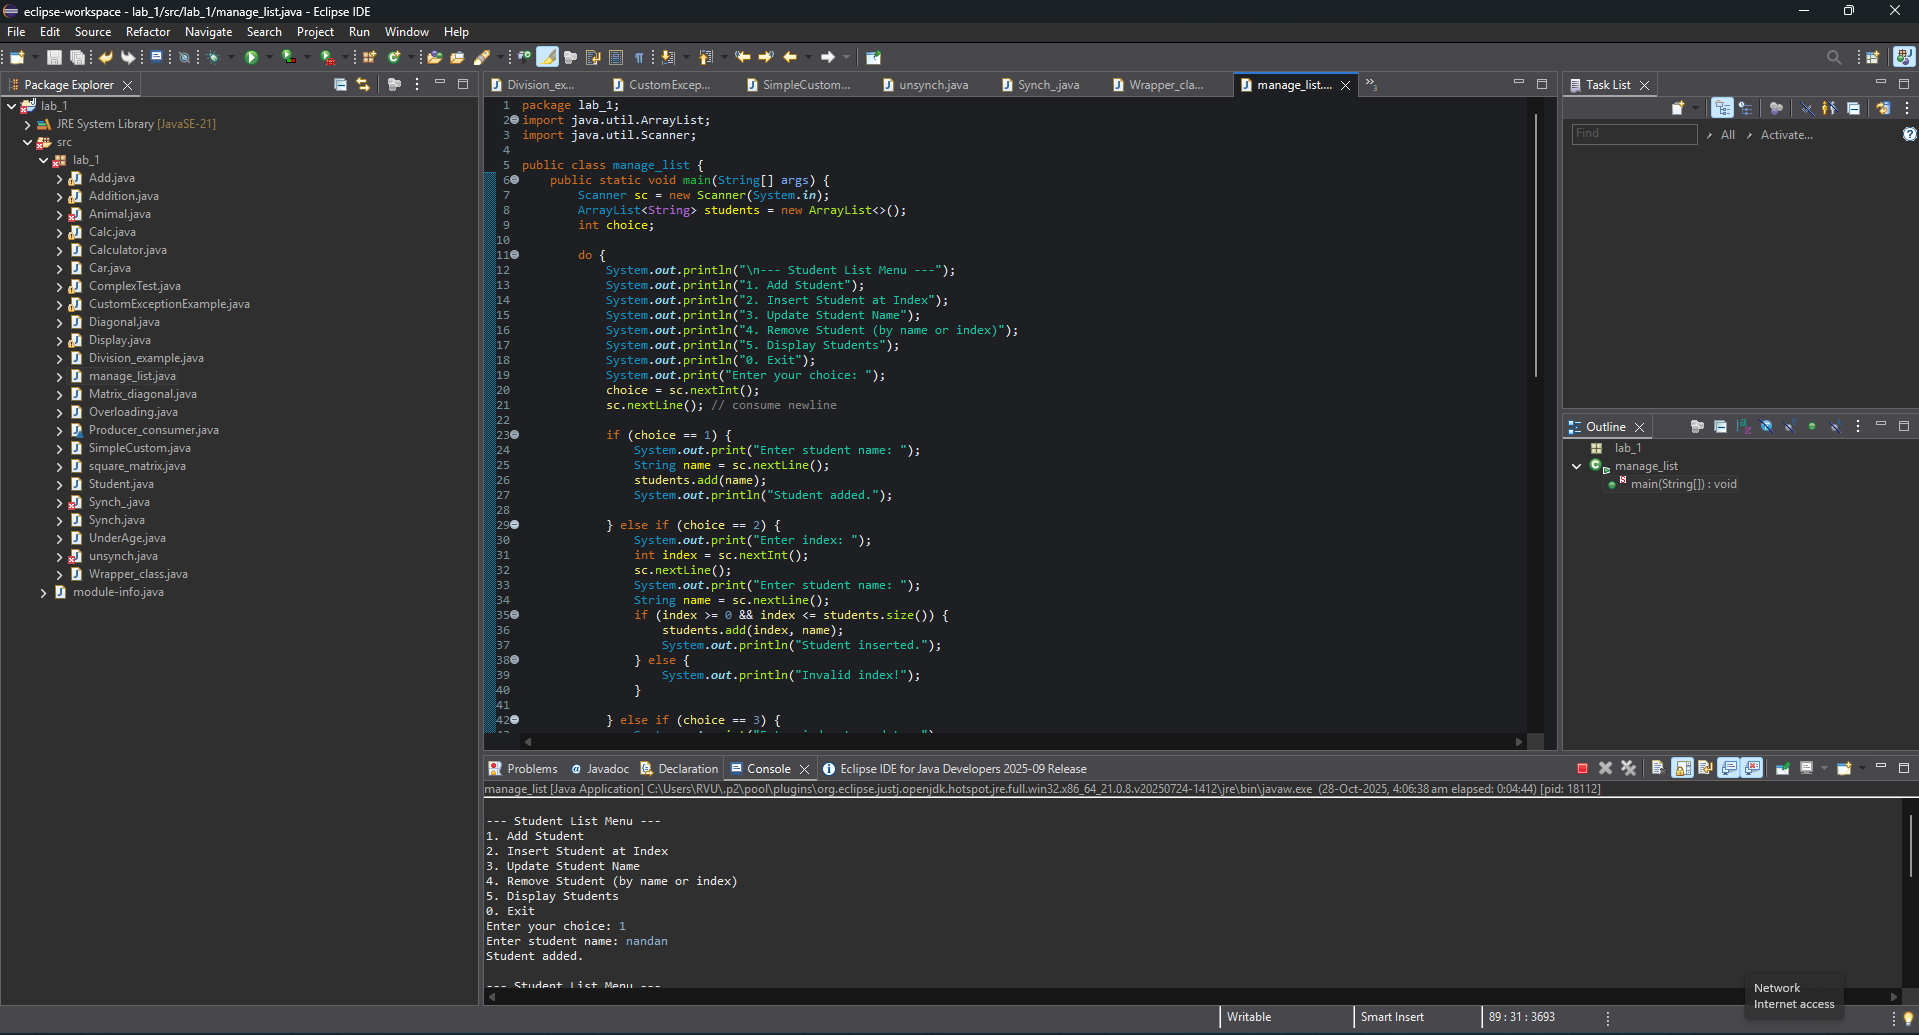 eclipse-workspace - lab_1/src/lab_1/manage_list.java - Eclipse IDE
File Edit Source Refactor Navigate Search Project Run Window Help
Package Explorer
lab_1
JRE System Library [JavaSE-21]
src
lab_1
Add.java
Addition.java
Animal.java
Calc.java
Calculator.java
Car.java
ComplexTest.java
CustomExceptionExample.java
Diagonal.java
Display.java
Division_example.java
manage_list.java
Matrix_diagonal.java
Overloading.java
Producer_consumer.java
SimpleCustom.java
square_matrix.java
Student.java
Synch_.java
Synch.java
UnderAge.java
unsynch.java
Wrapper_class.java
module-info.java
Division_ex... CustomExcep... SimpleCustom... unsynch.java Synch_.java Wrapper_cla... manage_list.... »3
1 package lab_1;
2 import java.util.ArrayList;
3 import java.util.Scanner;
4
5 public class manage_list {
6 public static void main(String[] args) {
7 Scanner sc = new Scanner(System.in);
8 ArrayList<String> students = new ArrayList<>();
9 int choice;
10
11 do {
12 System.out.println("\n--- Student List Menu ---");
13 System.out.println("1. Add Student");
14 System.out.println("2. Insert Student at Index");
15 System.out.println("3. Update Student Name");
16 System.out.println("4. Remove Student (by name or index)");
17 System.out.println("5. Display Students");
18 System.out.println("0. Exit");
19 System.out.print("Enter your choice: ");
20 choice = sc.nextInt();
21 sc.nextLine(); // consume newline
22
23 if (choice == 1) {
24 System.out.print("Enter student name: ");
25 String name = sc.nextLine();
26 students.add(name);
27 System.out.println("Student added.");
28
29 } else if (choice == 2) {
30 System.out.print("Enter index: ");
31 int index = sc.nextInt();
32 sc.nextLine();
33 System.out.print("Enter student name: ");
34 String name = sc.nextLine();
35 if (index >= 0 && index <= students.size()) {
36 students.add(index, name);
37 System.out.println("Student inserted.");
38 } else {
39 System.out.println("Invalid index!");
40 }
41
42 } else if (choice == 3) {
Task List
Find All Activate...
Outline
lab_1
manage_list
main(String[]) : void
Problems Javadoc Declaration Console Eclipse IDE for Java Developers 2025-09 Release
manage_list [Java Application] C:\Users\RVU\.p2\pool\plugins\org.eclipse.justj.openjdk.hotspot.jre.full.win32.x86_64_21.0.8.v20250724-1412\jre\bin\javaw.exe (28-Oct-2025, 4:06:38 am elapsed: 0:04:44) [pid: 18112]
--- Student List Menu ---
1. Add Student
2. Insert Student at Index
3. Update Student Name
4. Remove Student (by name or index)
5. Display Students
0. Exit
Enter your choice: 1
Enter student name: nandan
Student added.
--- Student List Menu ---
Network
Internet access
Writable Smart Insert 89 : 31 : 3693